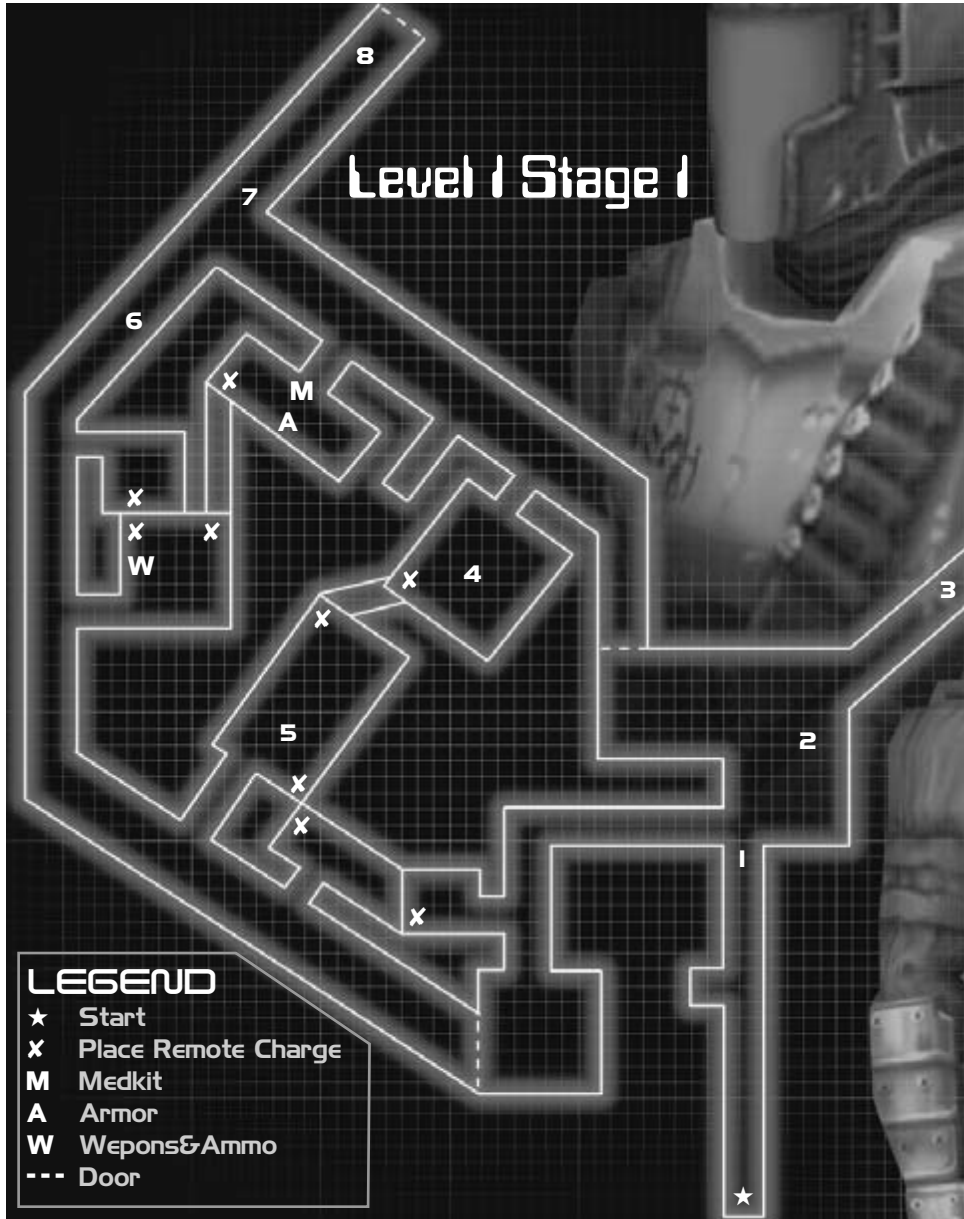 8
Level 1 Stage 1
7
6
M
A
W
4
3
5
2
1
LEGEND
★ Start
✘ Place Remote Charge
M Medkit
A Armor
W Wepons&Ammo
--- Door